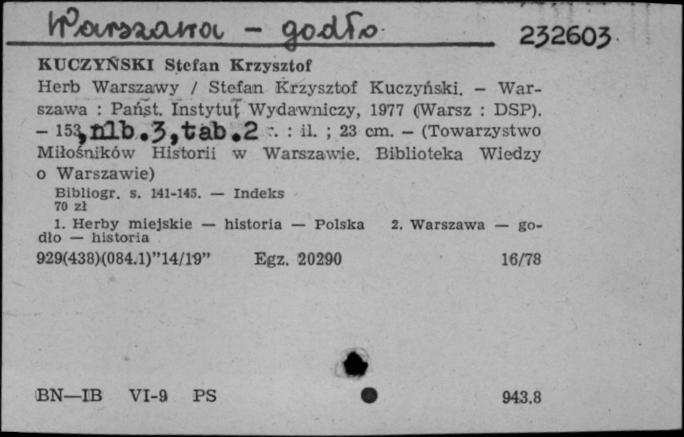 Warszawa - godło 232603
KUCZYŃSKI Stefan Krzysztof
Herb Warszawy / Stefan Krzysztof Kuczyński. – War-
szawa : Państ. Instytut Wydawniczy, 1977 (Warsz : DSP).
– 153, nlb.3, tab.2 : il. ; 23 cm. – (Towarzystwo
Miłośników Historii w Warszawie. Biblioteka Wiedzy
o Warszawie)
Bibliogr. s. 141-145. — Indeks
70 zł
1. Herby miejskie — historia — Polska 2. Warszawa — go-
dło — historia
929(438)(084.1)"14/19" Egz. 20290 16/78
BN—IB VI-9 PS 943.8